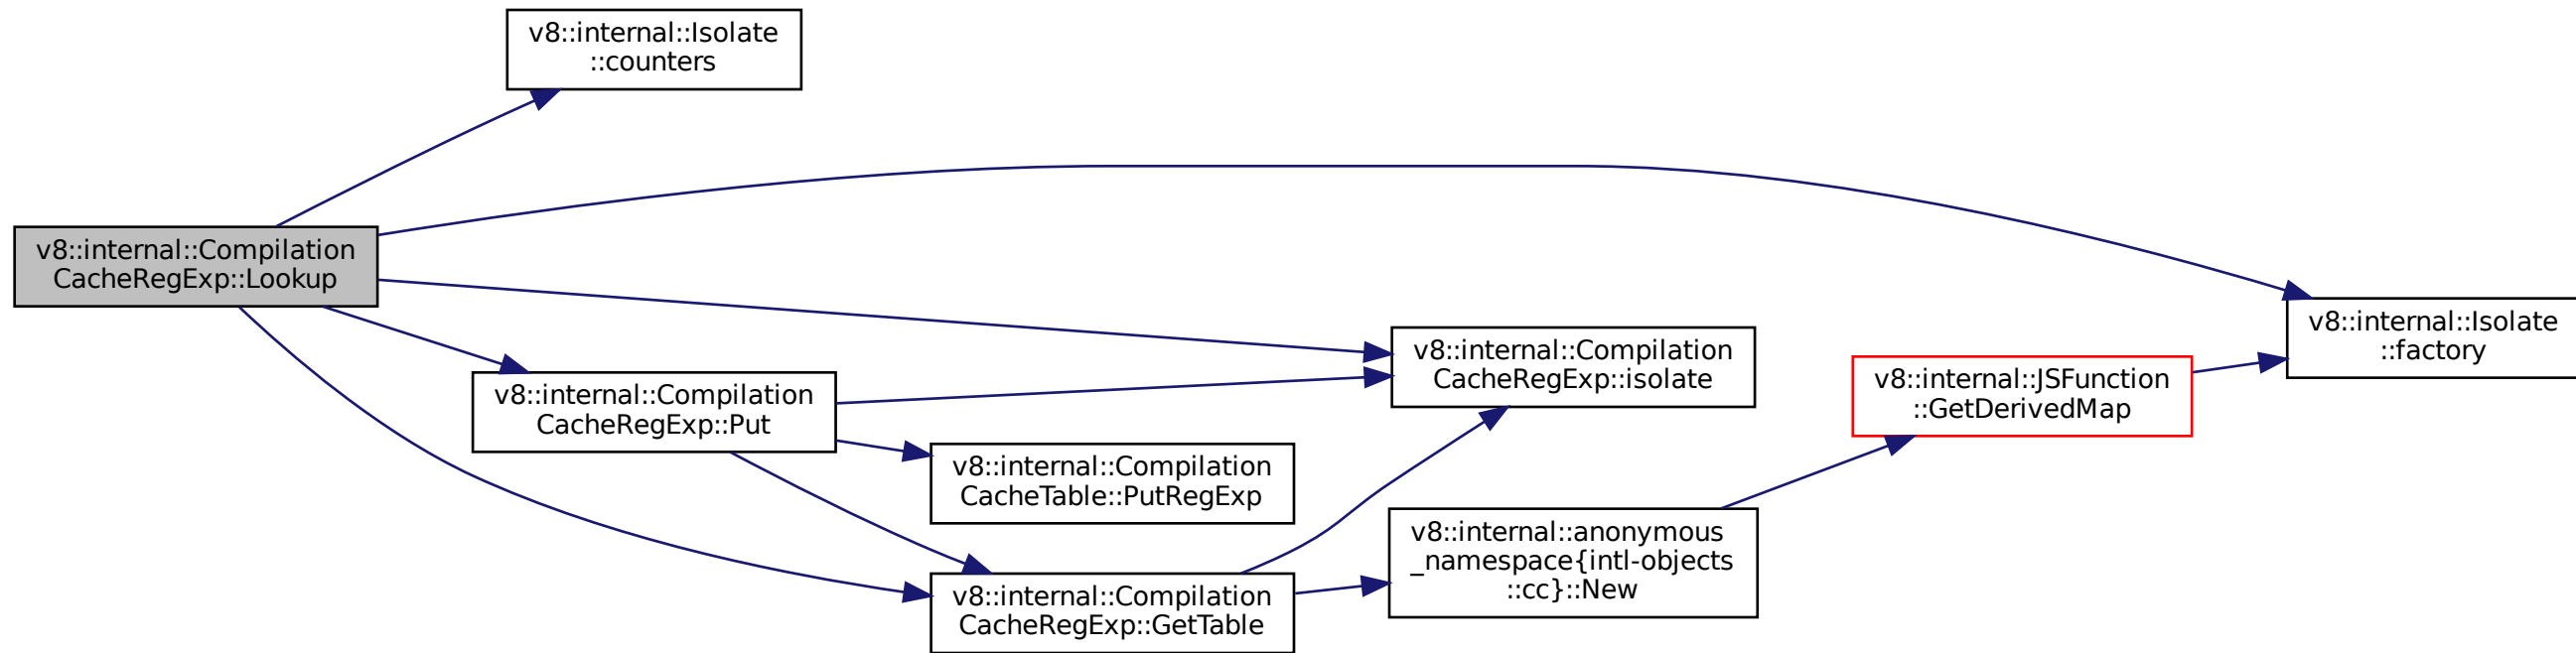 v8::internal::Isolate
::counters
v8::internal::Compilation
CacheRegExp::Lookup
v8::internal::Isolate
::factory
v8::internal::Compilation
CacheRegExp::isolate
v8::internal::JSFunction
::GetDerivedMap
v8::internal::Compilation
CacheRegExp::Put
v8::internal::Compilation
CacheTable::PutRegExp
v8::internal::anonymous
_namespace{intl-objects
::cc}::New
v8::internal::Compilation
CacheRegExp::GetTable